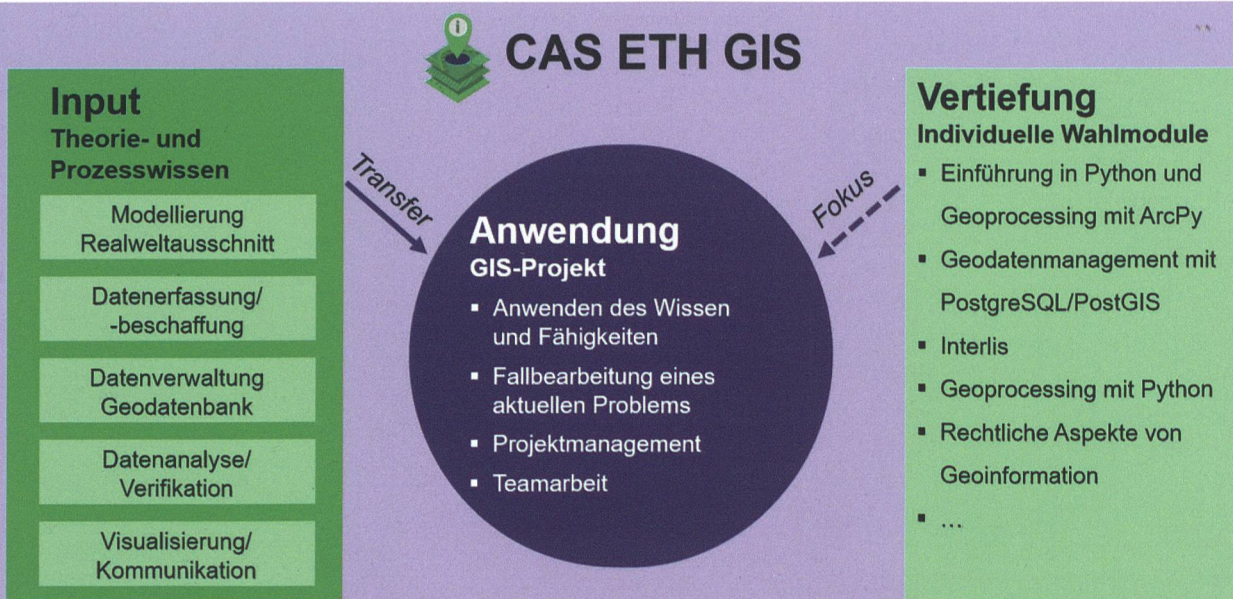 CAS ETH GIS
Input
Theorie- und
Prozesswissen
Modellierung
Realweltausschnitt
Datenerfassung/
-beschaffung
Datenverwaltung
Geodatenbank
Datenanalyse/
Verifikation
Visualisierung/
Kommunikation
Transfer
Anwendung
GIS-Projekt
▪ Anwenden des Wissen
und Fähigkeiten
▪ Fallbearbeitung eines
aktuellen Problems
▪ Projektmanagement
▪ Teamarbeit
Fokus
Vertiefung
Individuelle Wahlmodule
▪ Einführung in Python und
Geoprocessing mit ArcPy
▪ Geodatenmanagement mit
PostgreSQL/PostGIS
▪ Interlis
▪ Geoprocessing mit Python
▪ Rechtliche Aspekte von
Geoinformation
▪ ...